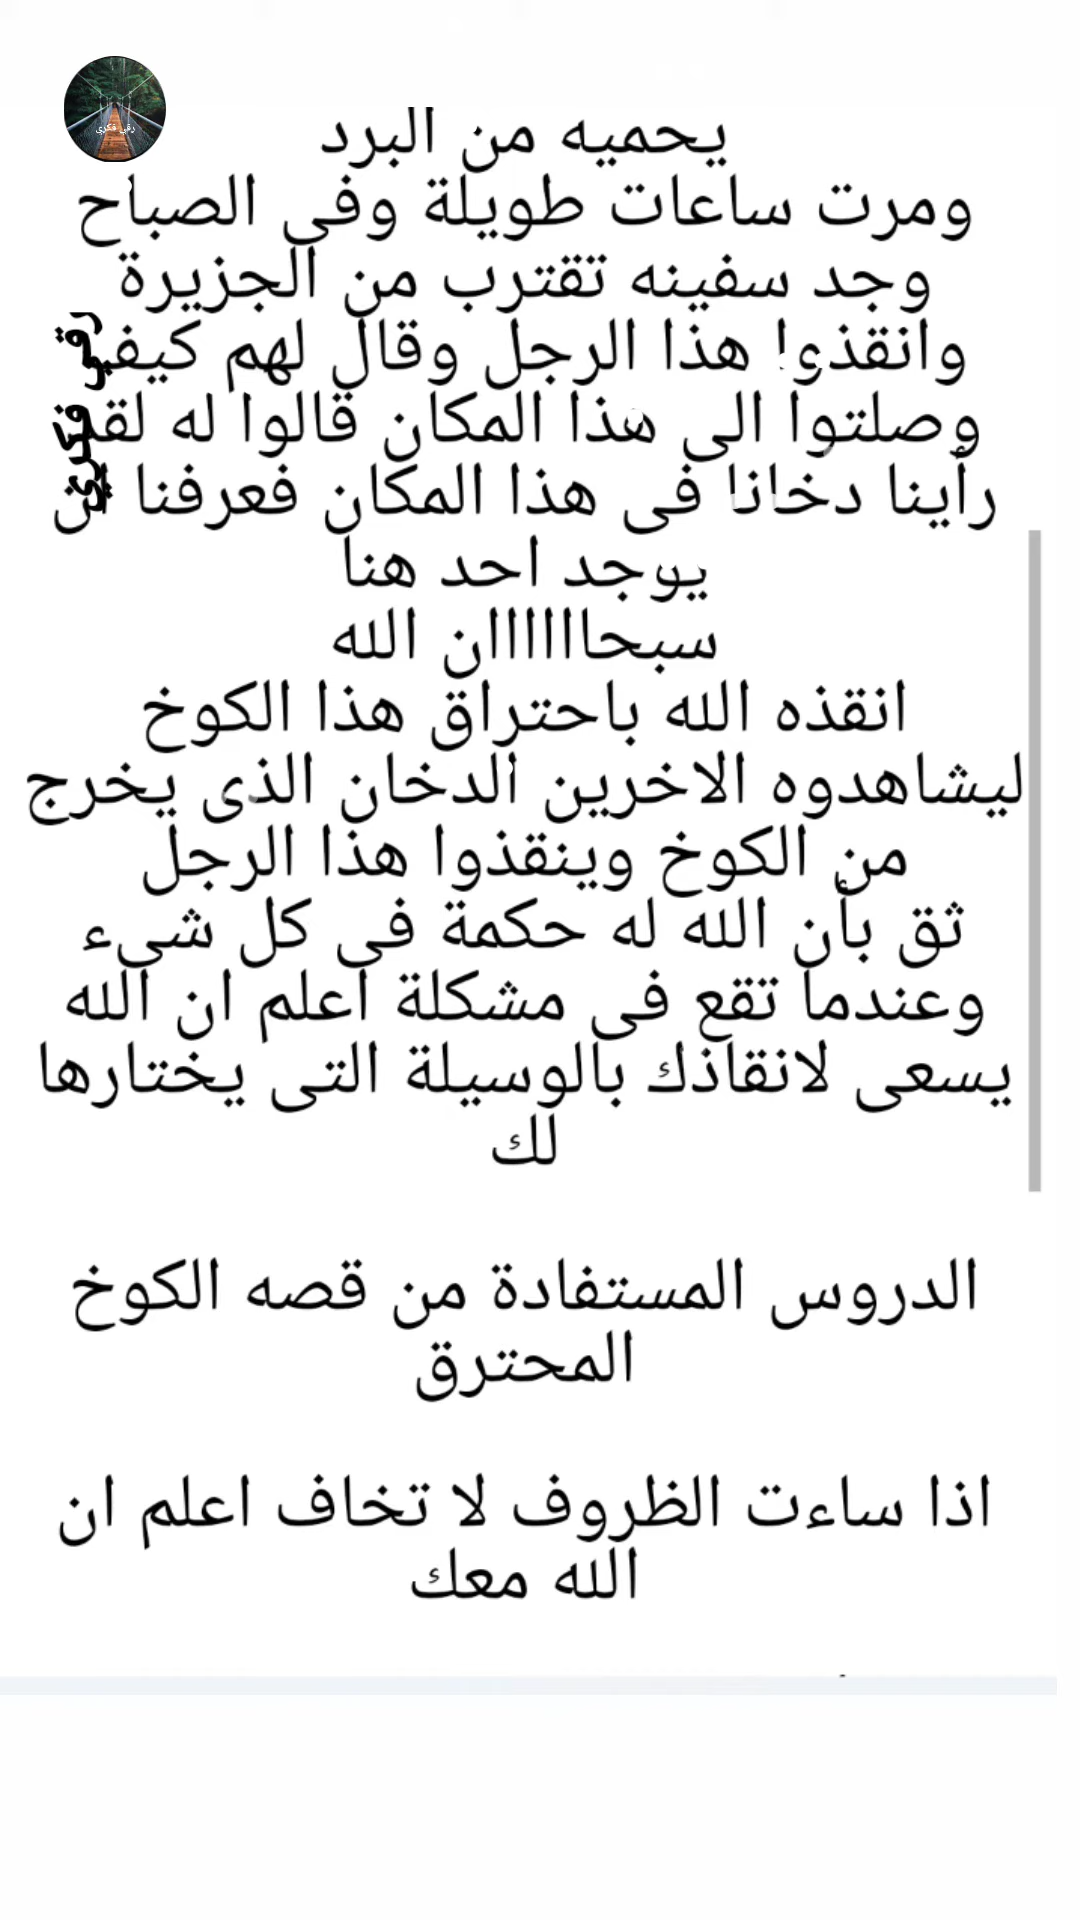 رقي فكري
يحميه من البرد
ومرت ساعات طويلة وفى الصباح
وجد سفينه تقترب من الجزيرة
وانقذوا هذا الرجل وقال لهم كيف
وصلتوا الى هذا المكان قالوا له لقد
رأينا دخانا فى هذا المكان فعرفنا ان
يوجد احد هنا
سبحاااااان الله
انقذه الله باحتراق هذا الكوخ
ليشاهدوه الاخرين الدخان الذى يخرج
من الكوخ وينقذوا هذا الرجل
ثق بأن الله له حكمة فى كل شىء
وعندما تقع فى مشكلة اعلم ان الله
يسعى لانقاذك بالوسيلة التى يختارها
لك
الدروس المستفادة من قصه الكوخ
المحترق
اذا ساءت الظروف لا تخاف اعلم ان
الله معك
رقي فكري